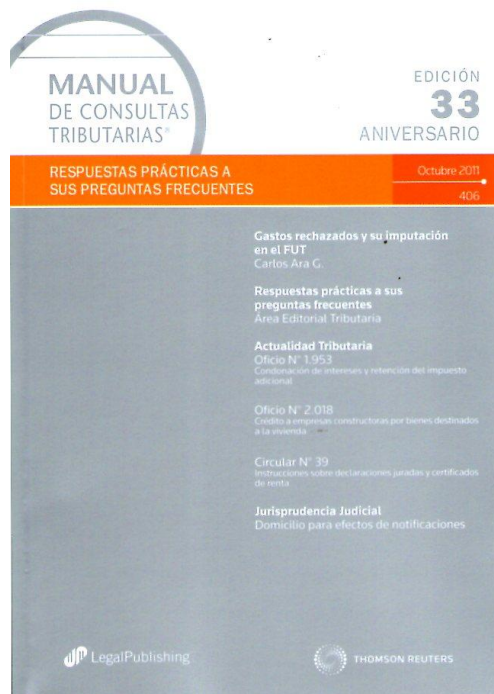 MANUAL
DE CONSULTAS
TRIBUTARIAS®
EDICIÓN
33
ANIVERSARIO
RESPUESTAS PRÁCTICAS A
SUS PREGUNTAS FRECUENTES
Octubre 2011
406
Gastos rechazados y su imputación
en el FUT
Carlos Ara G.
Respuestas prácticas a sus
preguntas frecuentes
Área Editorial Tributaria
Actualidad Tributaria
Oficio N° 1.953
Condonación de intereses y retención del impuesto
adicional
Oficio N° 2.018
Crédito a empresas constructoras por bienes destinados
a la vivienda
Circular N° 39
Instrucciones sobre declaraciones juradas y certificados
de renta
Jurisprudencia Judicial
Domicilio para efectos de notificaciones
LegalPublishing
THOMSON REUTERS